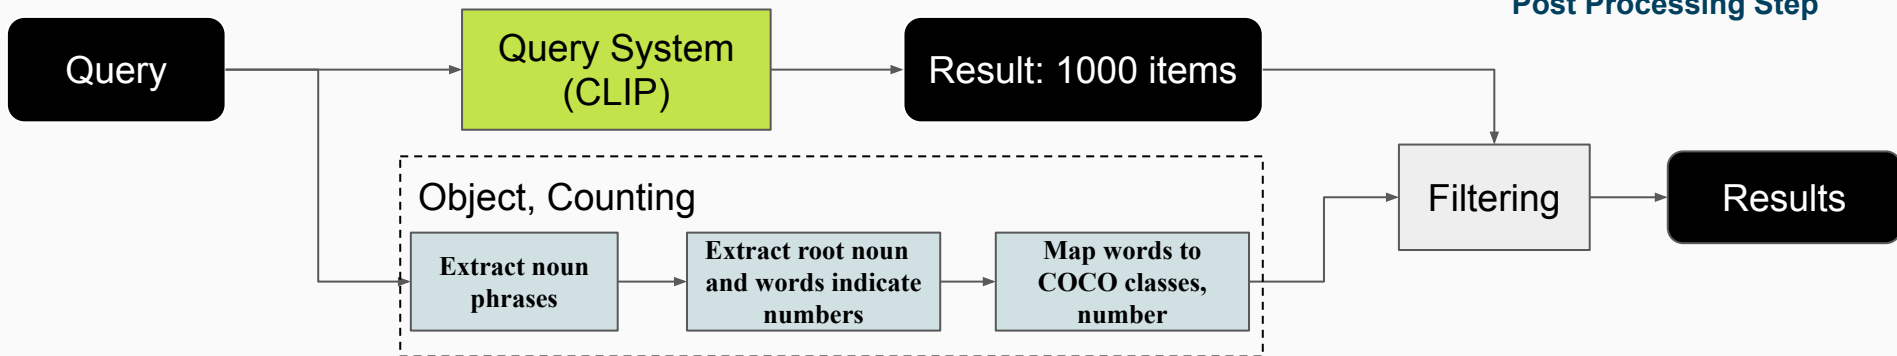 Post Processing Step
Query
Query System
(CLIP)
Result: 1000 items
Object, Counting
Extract noun
phrases
Extract root noun
and words indicate
numbers
Map words to
COCO classes,
number
Filtering
Results